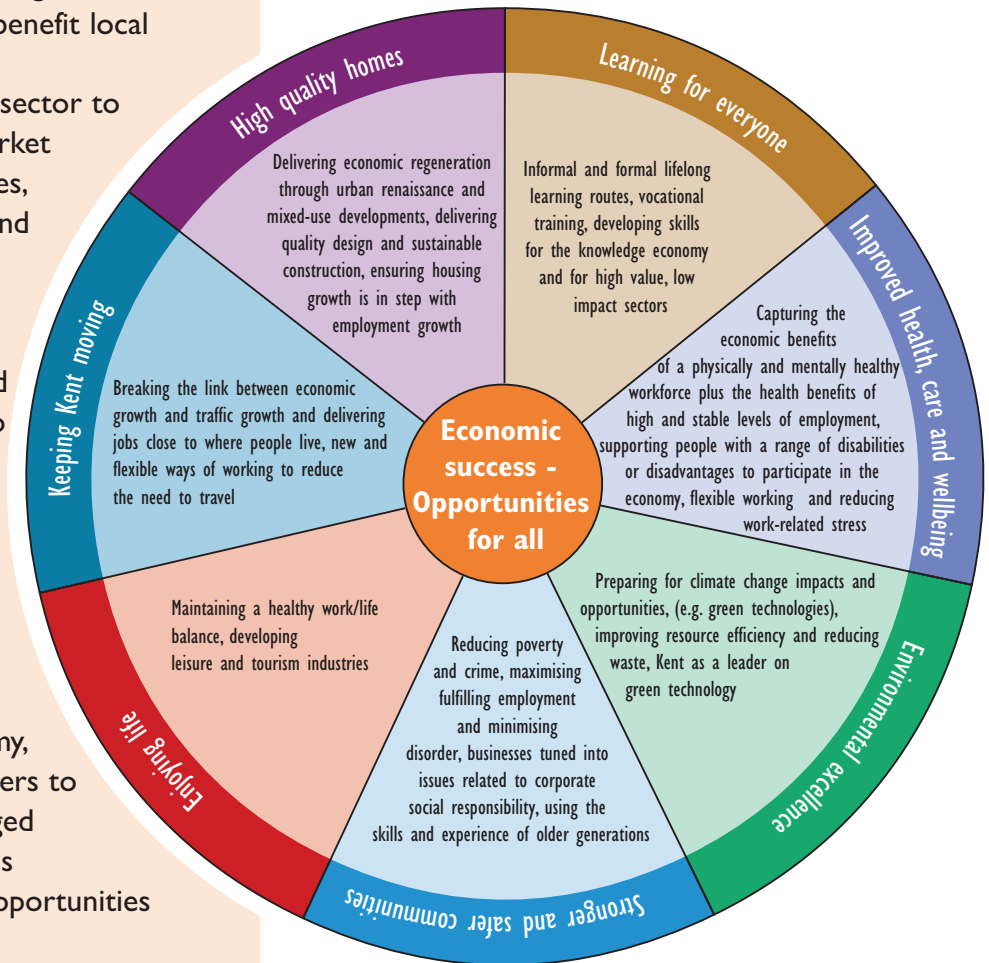 benefit local
sector to
rket
es,
nd
d
o
my,
ers to
ged
s
pportunities
High quality homes
Delivering economic regeneration
through urban renaissance and
mixed-use developments, delivering
quality design and sustainable
construction, ensuring housing
growth is in step with
employment growth
Learning for everyone
Informal and formal lifelong
learning routes, vocational
training, developing skills
for the knowledge economy
and for high value, low
impact sectors
Improved health, care and wellbeing
Capturing the
economic benefits
of a physically and mentally healthy
workforce plus the health benefits of
high and stable levels of employment,
supporting people with a range of disabilities
or disadvantages to participate in the
economy, flexible working and reducing
work-related stress
Environmental excellence
Preparing for climate change impacts and
opportunities, (e.g. green technologies),
improving resource efficiency and reducing
waste, Kent as a leader on
green technology
Stronger and safer communities
Reducing poverty
and crime, maximising
fulfilling employment
and minimising
disorder, businesses tuned into
issues related to corporate
social responsibility, using the
skills and experience of older generations
Enjoying life
Maintaining a healthy work/life
balance, developing
leisure and tourism industries
Keeping Kent moving
Breaking the link between economic
growth and traffic growth and delivering
jobs close to where people live, new and
flexible ways of working to reduce
the need to travel
Economic
success -
Opportunities
for all